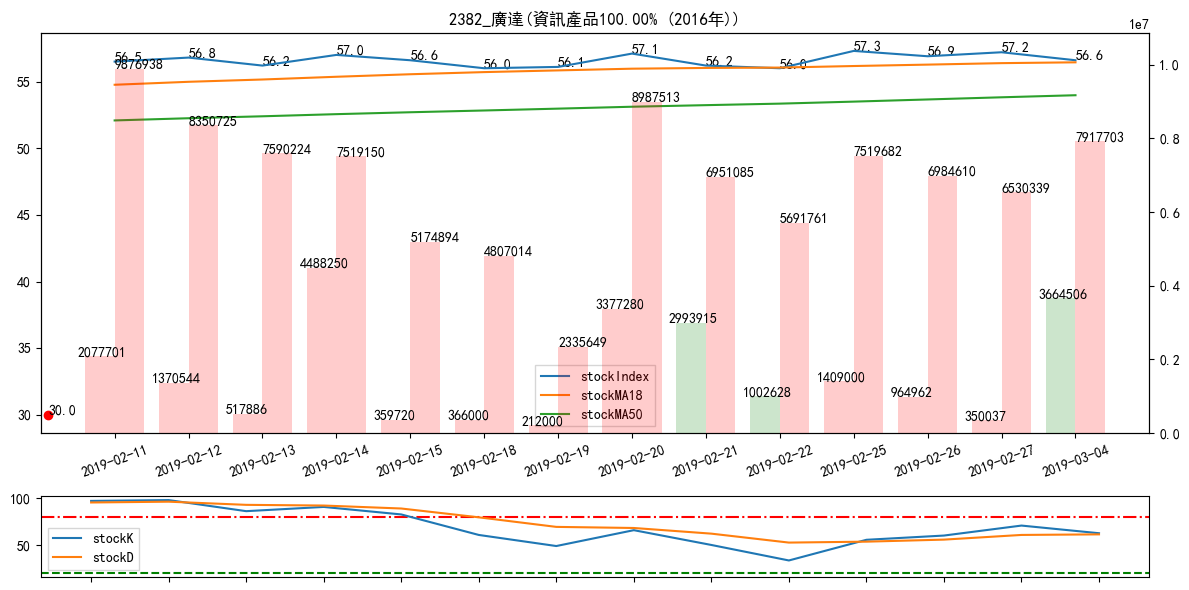 2382_廣達(資訊產品100.00% (2016年))
1e7
56.5 56.8 56.2 57.0 56.6 56.0 56.1 57.1 56.2 56.0 57.3 56.9 57.2 56.6
9876938 8350725 7590224 7519150 5174894 4807014 2335649 8987513 6951085 5691761 7519682 6984610 6530339 7917703
2077701 1370544 517886 4488250 359720 366000 212000 3377280 2993915 1002628 1409000 964962 350037 3664506
30.0
55
50
45
40
35
30
1.0
0.8
0.6
0.4
0.2
0.0
stockIndex
stockMA18
stockMA50
2019-02-11 2019-02-12 2019-02-13 2019-02-14 2019-02-15 2019-02-18 2019-02-19 2019-02-20 2019-02-21 2019-02-22 2019-02-25 2019-02-26 2019-02-27 2019-03-04
100
50
stockK
stockD